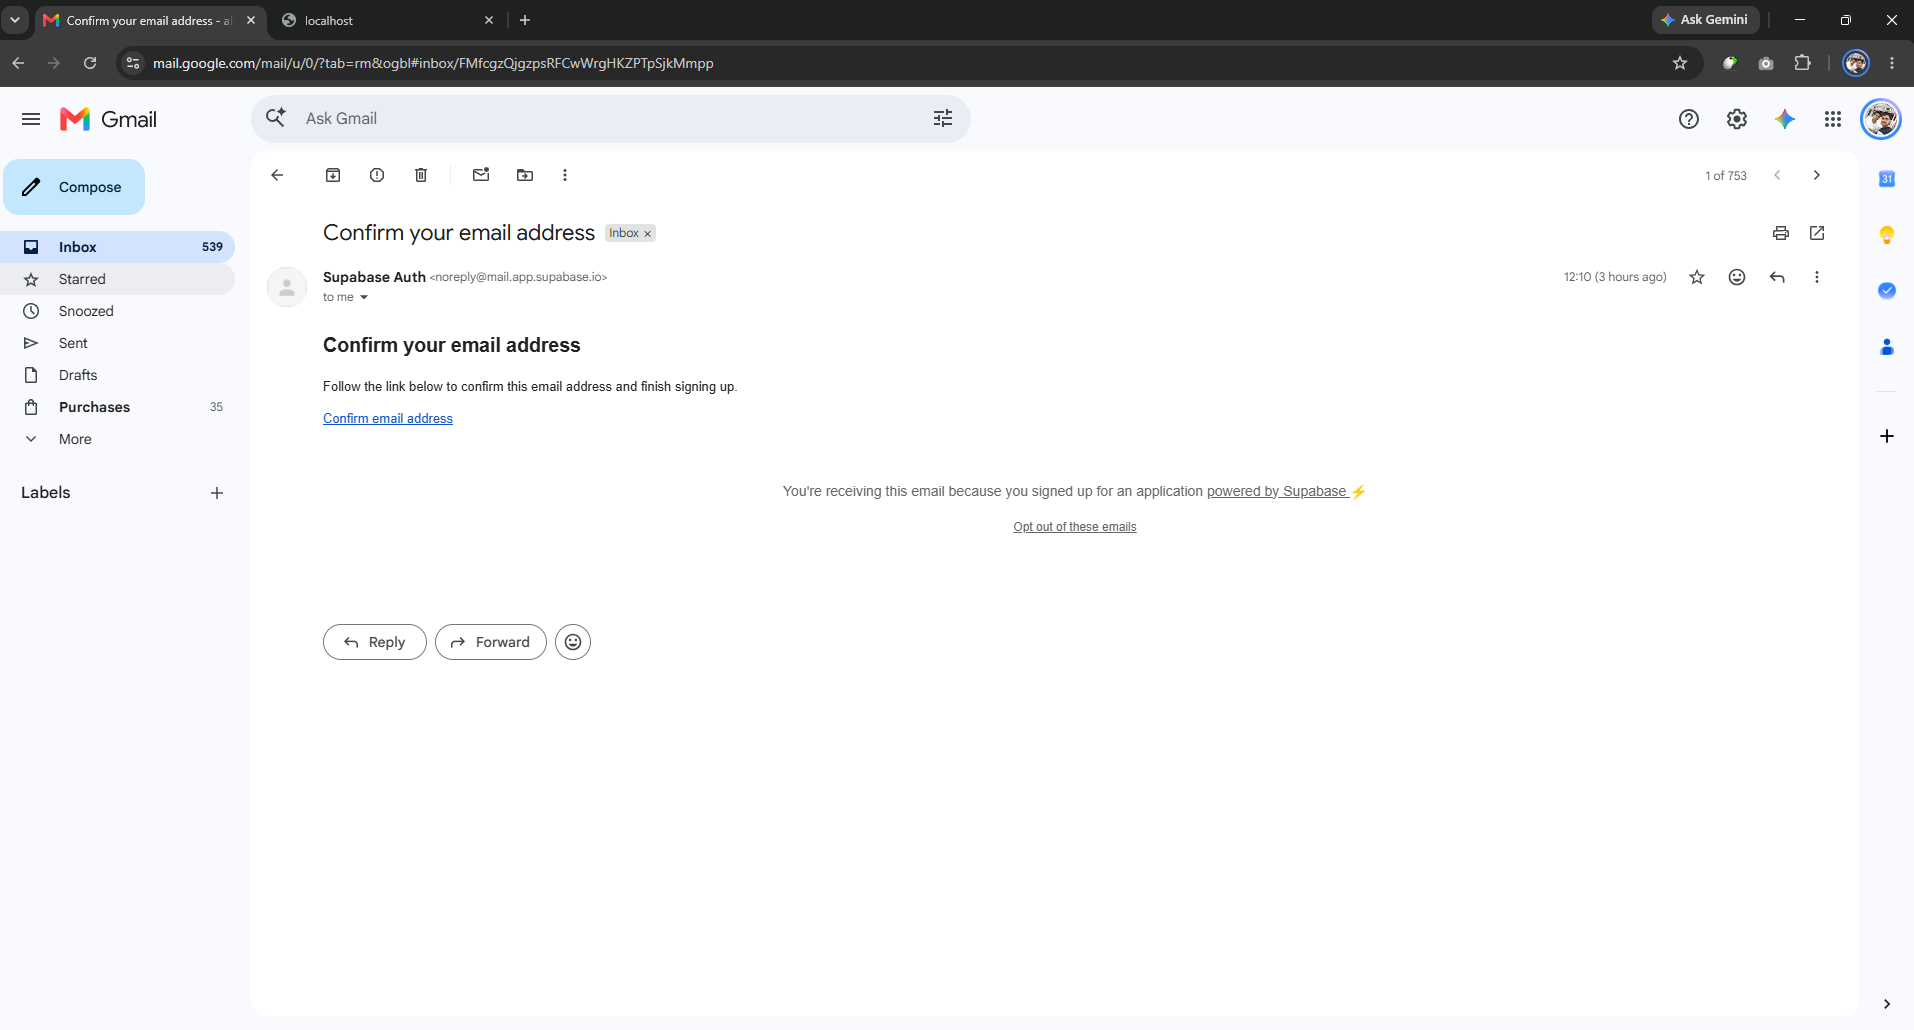 Confirm your email address - a
localhost
Ask Gemini
mail.google.com/mail/u/0/?tab=rm&ogbl#inbox/FMfcgzQjgzpsRFCwWrgHKZPTpSjkMmpp
Gmail
Ask Gmail
Compose
1 of 753
31
Inbox 539
Starred
Snoozed
Sent
Drafts
Purchases 35
More
Labels
Confirm your email address Inbox x
Supabase Auth <noreply@mail.app.supabase.io> 12:10 (3 hours ago)
to me
Confirm your email address
Follow the link below to confirm this email address and finish signing up.
Confirm email address
You're receiving this email because you signed up for an application powered by Supabase ⚡
Opt out of these emails
Reply Forward